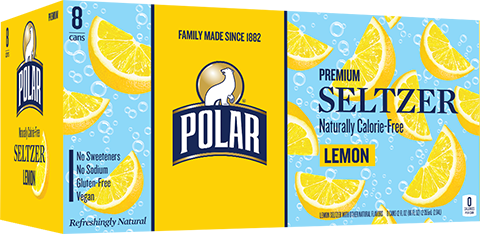 8
cans
PREMIUM
POLAR
Naturally Calorie-Free
SELTZER
LEMON
No Sweeteners
No Sodium
Gluten-Free
Vegan
Refreshingly Natural
FAMILY MADE SINCE 1882
POLAR
PREMIUM
SELTZER
Naturally Calorie-Free
LEMON
LEMON SELTZER WITH OTHER NATURAL FLAVORS
0
CALORIES
PER CAN